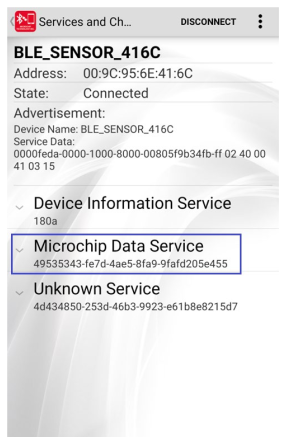 Services and Ch...
DISCONNECT
BLE_SENSOR_416C
Address: 00:9C:95:6E:41:6C
State: Connected
Advertisement:
Device Name: BLE_SENSOR_416C
Service Data:
0000feda-0000-1000-8000-00805f9b34fb-ff 02 40 00
41 03 15
Device Information Service
180a
Microchip Data Service
49535343-fe7d-4ae5-8fa9-9fafd205e455
Unknown Service
4d434850-253d-46b3-9923-e61b8e8215d7